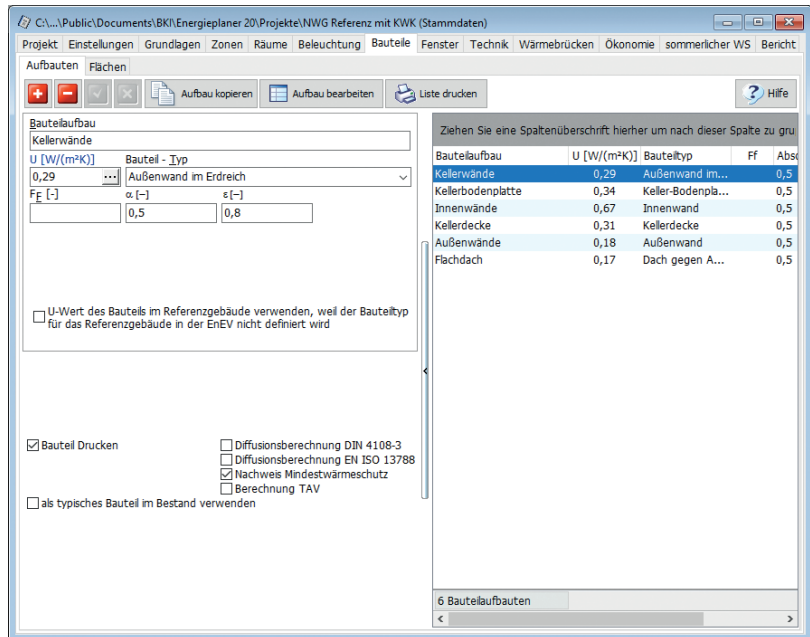 C:\...\Public\Documents\BKI\Energieplaner 20\Projekte\NWG Referenz mit KWK (Stammdaten)
Projekt Einstellungen Grundlagen Zonen Räume Beleuchtung Bauteile Fenster Technik Wärmebrücken Ökonomie sommerlicher WS Bericht
Aufbauten Flächen
Aufbau kopieren Aufbau bearbeiten Liste drucken ? Hilfe
Bauteilaufbau
Kellerwände
U [W/(m²K)] Bauteil - Typ
0,29 ... Außenwand im Erdreich
FE [-] α [—] ε [—]
0,5 0,8
U-Wert des Bauteils im Referenzgebäude verwenden, weil der Bauteiltyp
für das Referenzgebäude in der EnEV nicht definiert wird
Bauteil Drucken
Diffusionsberechnung DIN 4108-3
Diffusionsberechnung EN ISO 13788
Nachweis Mindestwärmeschutz
Berechnung TAV
als typisches Bauteil im Bestand verwenden
Ziehen Sie eine Spaltenüberschrift hierher um nach dieser Spalte zu gru
Bauteilaufbau U [W/(m²K)] Bauteiltyp Ff Abso
Kellerwände 0,29 Außenwand im... 0,5
Kellerbodenplatte 0,34 Keller-Bodenpla... 0,5
Innenwände 0,67 Innenwand 0,5
Kellerdecke 0,31 Kellerdecke 0,5
Außenwände 0,18 Außenwand 0,5
Flachdach 0,17 Dach gegen A... 0,5
6 Bauteilaufbauten